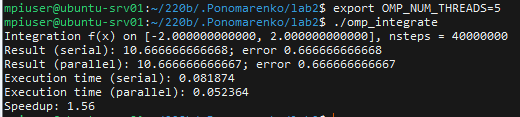 mpiuser@ubuntu-srv01:~/220b/.Ponomarenko/lab2$ export OMP_NUM_THREADS=5
mpiuser@ubuntu-srv01:~/220b/.Ponomarenko/lab2$ ./omp_integrate
Integration f(x) on [-2.000000000000, 2.000000000000], nsteps = 40000000
Result (serial): 10.666666666668; error 0.666666666668
Result (parallel): 10.666666666667; error 0.666666666667
Execution time (serial): 0.081874
Execution time (parallel): 0.052364
Speedup: 1.56